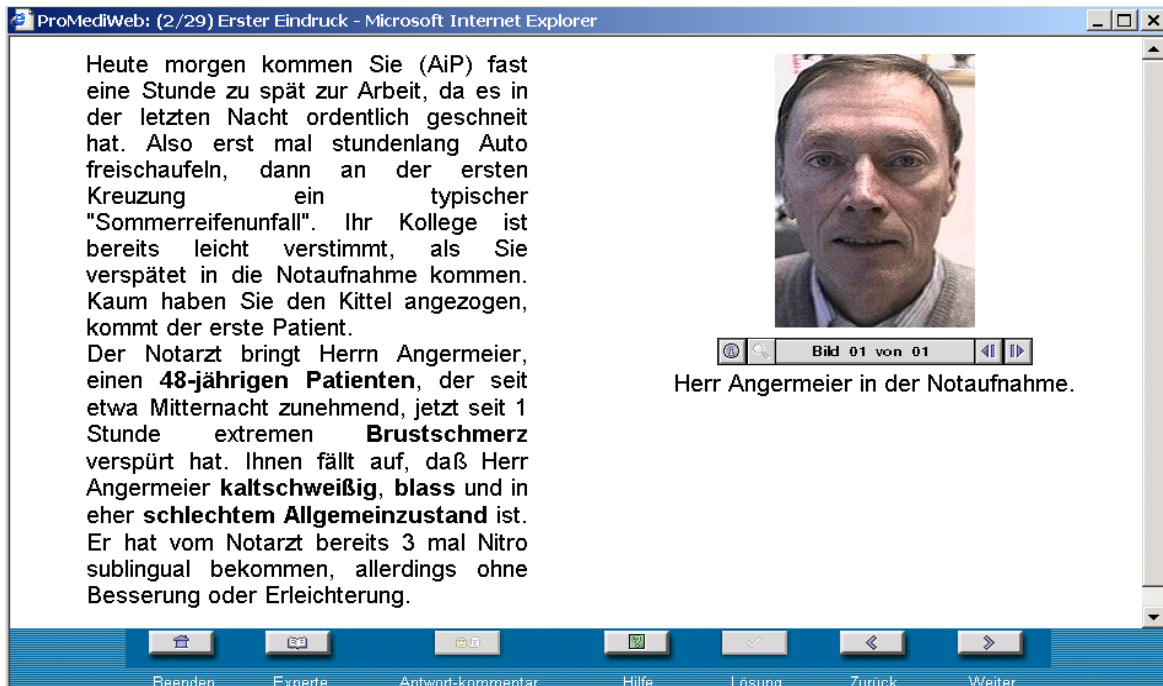 ProMediWeb: (2/29) Erster Eindruck - Microsoft Internet Explorer
Heute morgen kommen Sie (AiP) fast
eine Stunde zu spät zur Arbeit, da es in
der letzten Nacht ordentlich geschneit
hat. Also erst mal stundenlang Auto
freischaufeln, dann an der ersten
Kreuzung ein typischer
"Sommerreifenunfall". Ihr Kollege ist
bereits leicht verstimmt, als Sie
verspätet in die Notaufnahme kommen.
Kaum haben Sie den Kittel angezogen,
kommt der erste Patient.
Der Notarzt bringt Herrn Angermeier,
einen 48-jährigen Patienten, der seit
etwa Mitternacht zunehmend, jetzt seit 1
Stunde extremen Brustschmerz
verspürt hat. Ihnen fällt auf, daß Herr
Angermeier kaltschweißig, blass und in
eher schlechtem Allgemeinzustand ist.
Er hat vom Notarzt bereits 3 mal Nitro
sublingual bekommen, allerdings ohne
Besserung oder Erleichterung.
Bild 01 von 01
Herr Angermeier in der Notaufnahme.
Beenden Experte Antwort-kommentar Hilfe Lösung Zurück Weiter